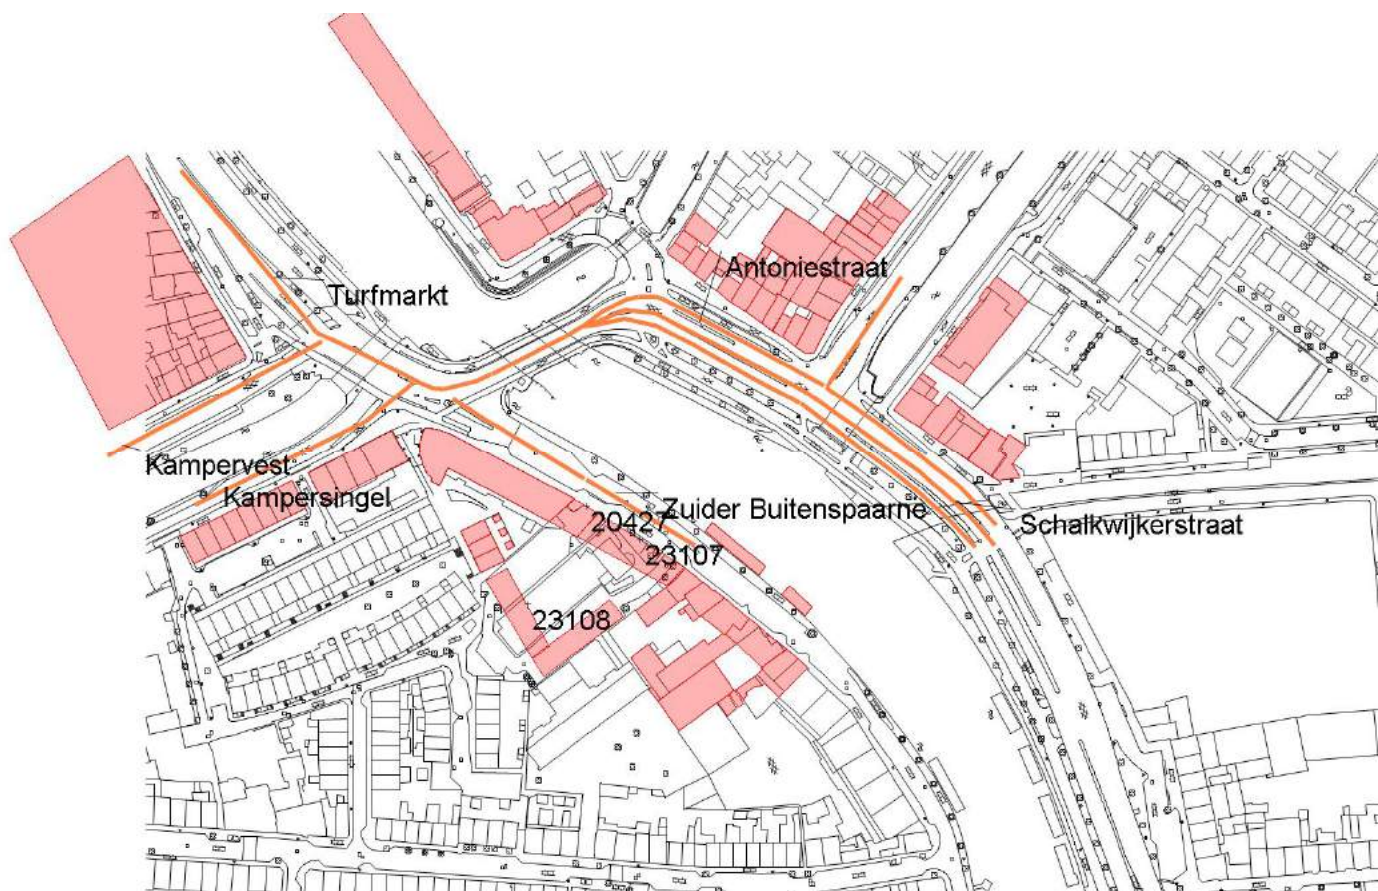 Antoniestraat
Turfmarkt
Kampervest
Kampersingel
Zuider Buitenspaarne
20427
Schalkwijkerstraat
23107
23108